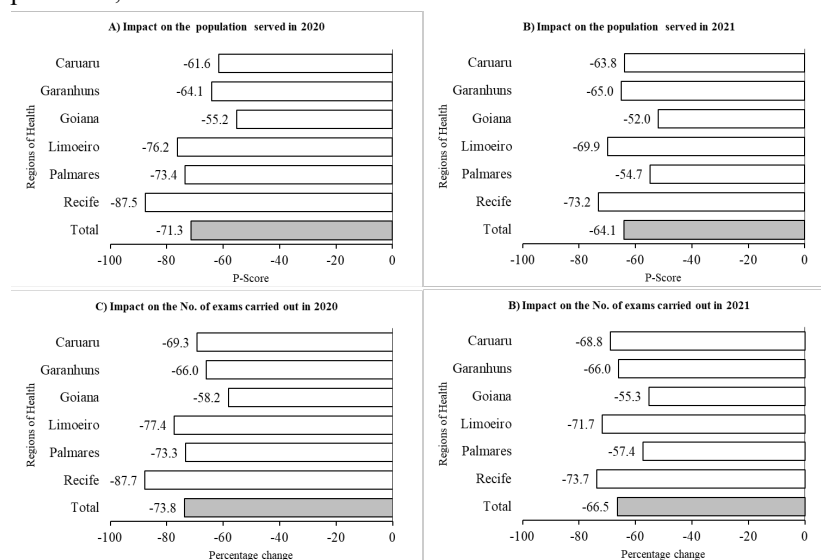 A) Impact on the population served in 2020
Regions of Health
Caruaru -61.6
Garanhuns -64.1
Goiana -55.2
Limoeiro -76.2
Palmares -73.4
Recife -87.5
Total -71.3
-100 -80 -60 -40 -20 0
P-Score
B) Impact on the population served in 2021
Regions of Health
Caruaru -63.8
Garanhuns -65.0
Goiana -52.0
Limoeiro -69.9
Palmares -54.7
Recife -73.2
Total -64.1
-100 -80 -60 -40 -20 0
P-Score
C) Impact on the No. of exams carried out in 2020
Regions of Health
Caruaru -69.3
Garanhuns -66.0
Goiana -58.2
Limoeiro -77.4
Palmares -73.3
Recife -87.7
Total -73.8
-100 -80 -60 -40 -20 0
Percentage change
B) Impact on the No. of exams carried out in 2021
Regions of Health
Caruaru -68.8
Garanhuns -66.0
Goiana -55.3
Limoeiro -71.7
Palmares -57.4
Recife -73.7
Total -66.5
-100 -80 -60 -40 -20 0
Percentage change